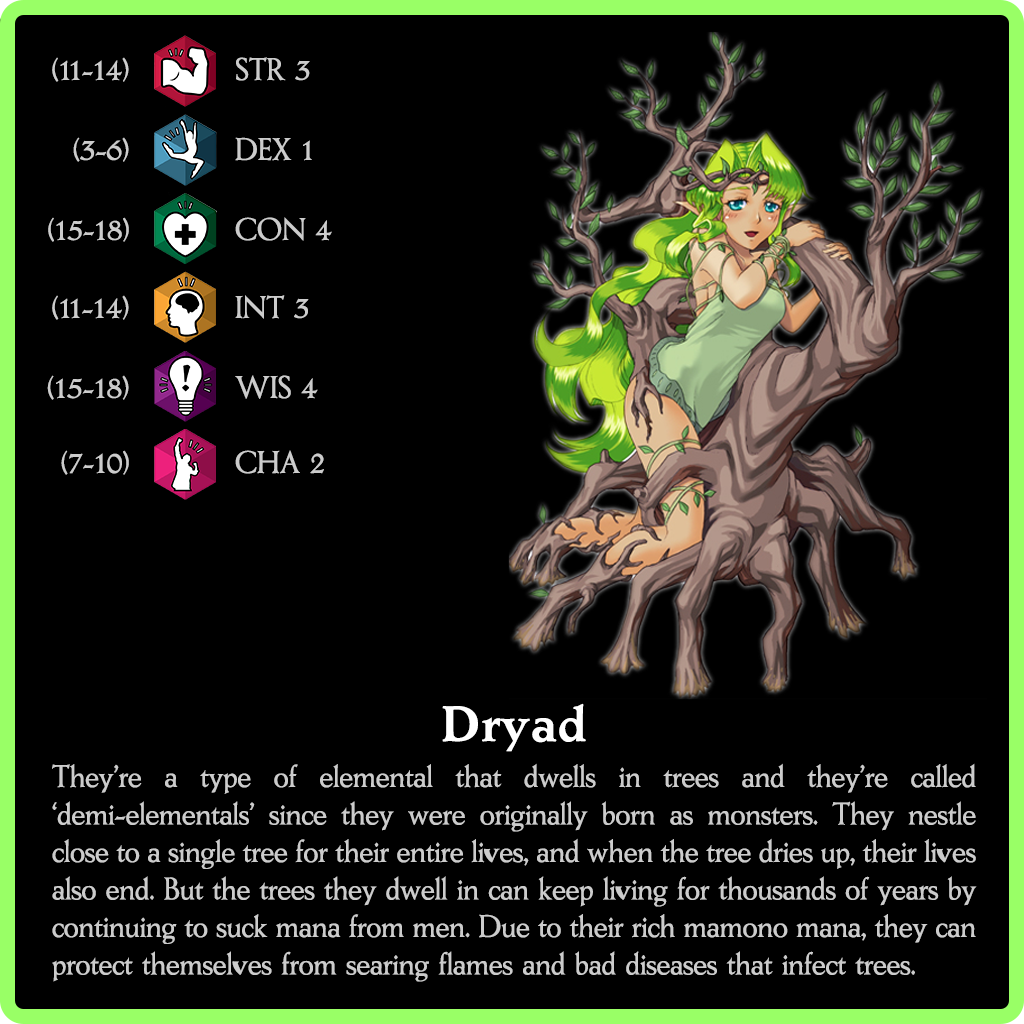 (11-14) STR 3
(3-6) DEX 1
(15-18) CON 4
(11-14) INT 3
(15-18) WIS 4
(7-10) CHA 2
Dryad
They're a type of elemental that dwells in trees and they're called
'demi-elementals' since they were originally born as monsters. They nestle
close to a single tree for their entire lives, and when the tree dries up, their lives
also end. But the trees they dwell in can keep living for thousands of years by
continuing to suck mana from men. Due to their rich mamono mana, they can
protect themselves from searing flames and bad diseases that infect trees.